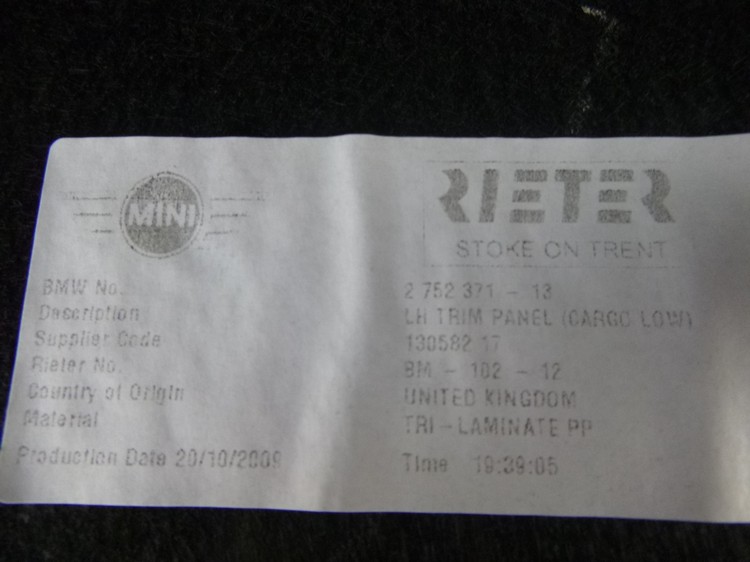 MINI
RIETER
STOKE ON TRENT
BMW No. 2 752 371 - 13
Description LH TRIM PANEL (CARGO LOW)
Supplier Code 130582 17
Rieter No. BM - 102 - 12
Country of Origin UNITED KINGDOM
Material TRI - LAMINATE PP
Production Date 20/10/2009 Time 19:39:05